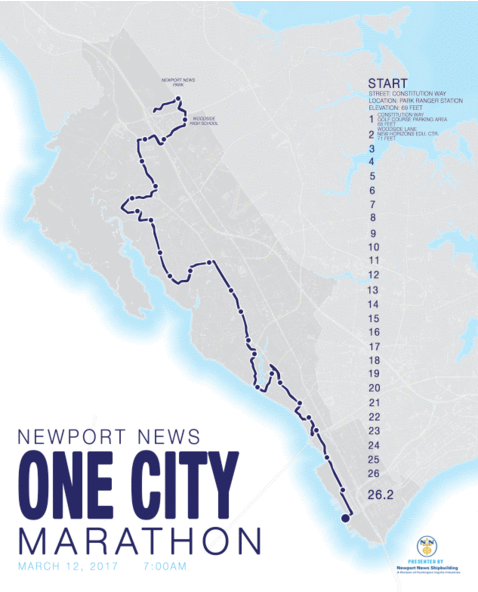 NEWPORT NEWS
PARK
WOODSIDE
HIGH SCHOOL
START
STREET: CONSTITUTION WAY
LOCATION: PARK RANGER STATION
ELEVATION: 69 FEET
1 CONSTITUTION WAY
GOLF COURSE PARKING AREA
66 FEET
2 WOODSIDE LANE
NEW HORIZONS EDU. CTR.
71 FEET
3
4
5
6
7
8
9
10
11
12
13
14
15
16
17
18
19
20
21
22
23
24
25
26
26.2
NEWPORT NEWS
ONE CITY
MARATHON
MARCH 12, 2017 7:00AM
PRESENTED BY
Newport News Shipbuilding
A Division of Huntington Ingalls Industries